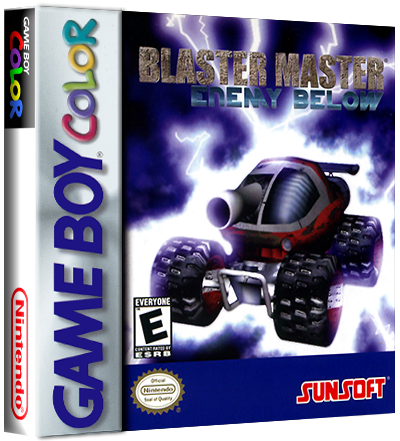 GAME BOY
COLOR
Nintendo
GAME BOY COLOR
BLASTER MASTER
ENEMY BELOW
EVERYONE
E
CONTENT RATED BY
ESRB
Official
Nintendo
Seal of Quality
SUNSOFT